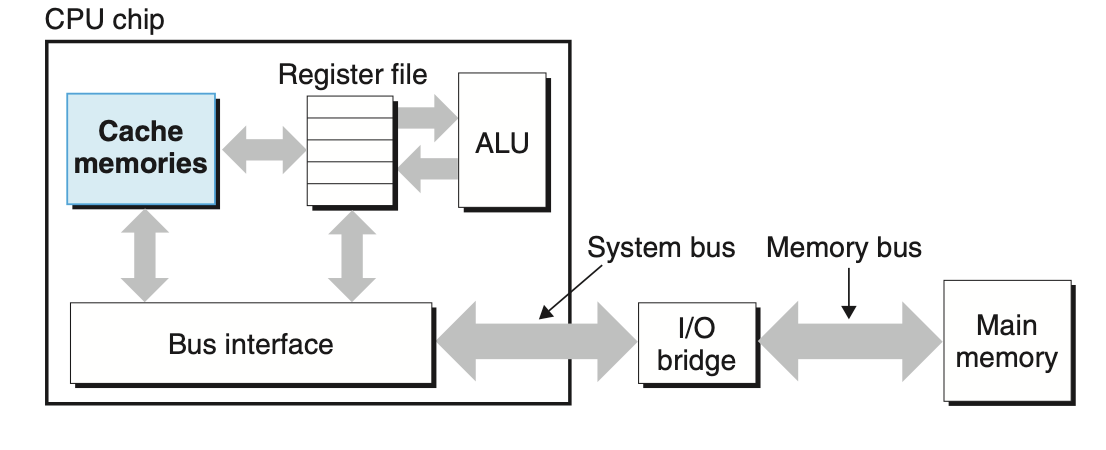 CPU chip
Register file
Cache
memories
ALU
System bus
Memory bus
Bus interface
I/O
bridge
Main
memory